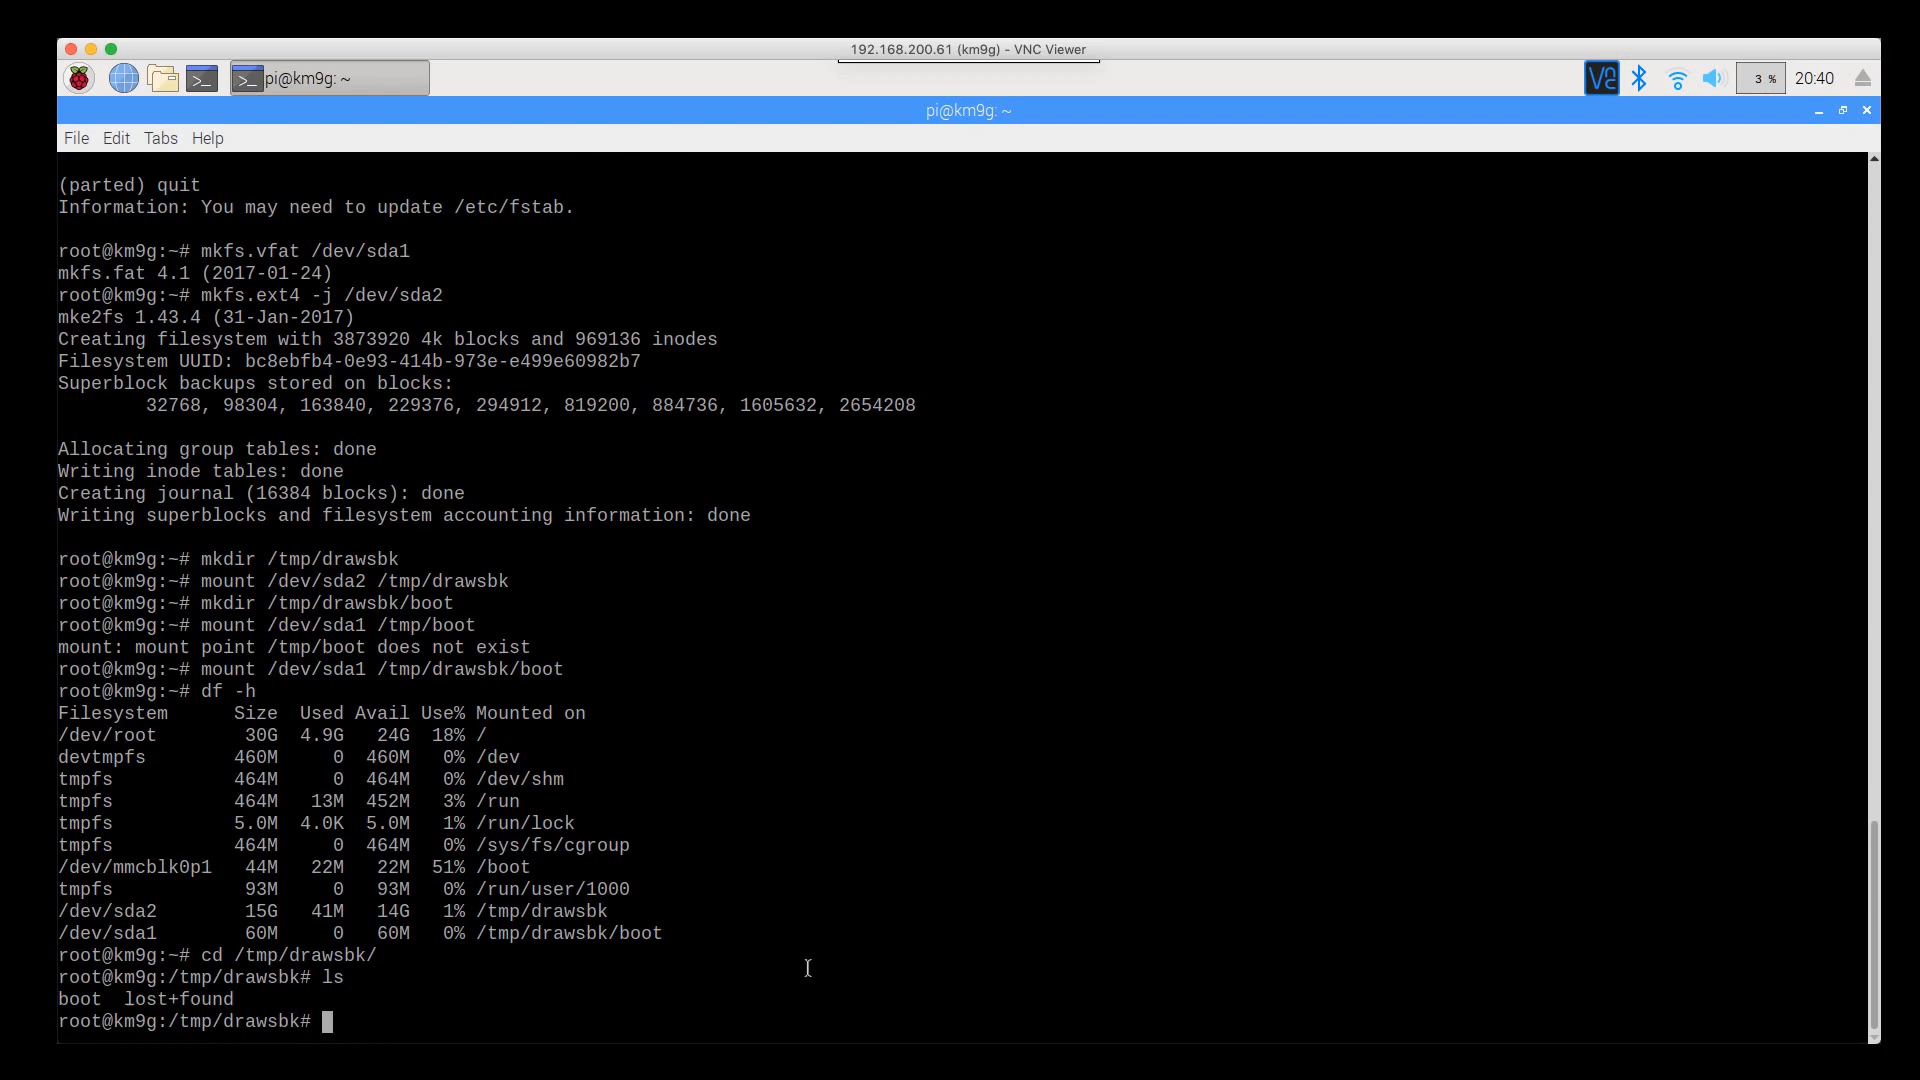 192.168.200.61 (km9g) - VNC Viewer
pi@km9g: ~
3 % 20:40
pi@km9g: ~
File Edit Tabs Help
(parted) quit
Information: You may need to update /etc/fstab.
root@km9g:~# mkfs.vfat /dev/sda1
mkfs.fat 4.1 (2017-01-24)
root@km9g:~# mkfs.ext4 -j /dev/sda2
mke2fs 1.43.4 (31-Jan-2017)
Creating filesystem with 3873920 4k blocks and 969136 inodes
Filesystem UUID: bc8ebfb4-0e93-414b-973e-e499e60982b7
Superblock backups stored on blocks:
        32768, 98304, 163840, 229376, 294912, 819200, 884736, 1605632, 2654208
Allocating group tables: done
Writing inode tables: done
Creating journal (16384 blocks): done
Writing superblocks and filesystem accounting information: done
root@km9g:~# mkdir /tmp/drawsbk
root@km9g:~# mount /dev/sda2 /tmp/drawsbk
root@km9g:~# mkdir /tmp/drawsbk/boot
root@km9g:~# mount /dev/sda1 /tmp/boot
mount: mount point /tmp/boot does not exist
root@km9g:~# mount /dev/sda1 /tmp/drawsbk/boot
root@km9g:~# df -h
Filesystem      Size  Used Avail Use% Mounted on
/dev/root        30G  4.9G   24G  18% /
devtmpfs        460M     0  460M   0% /dev
tmpfs           464M     0  464M   0% /dev/shm
tmpfs           464M   13M  452M   3% /run
tmpfs           5.0M  4.0K  5.0M   1% /run/lock
tmpfs           464M     0  464M   0% /sys/fs/cgroup
/dev/mmcblk0p1   44M   22M   22M  51% /boot
tmpfs            93M     0   93M   0% /run/user/1000
/dev/sda2        15G   41M   14G   1% /tmp/drawsbk
/dev/sda1        60M     0   60M   0% /tmp/drawsbk/boot
root@km9g:~# cd /tmp/drawsbk/
root@km9g:/tmp/drawsbk# ls
boot  lost+found
root@km9g:/tmp/drawsbk#